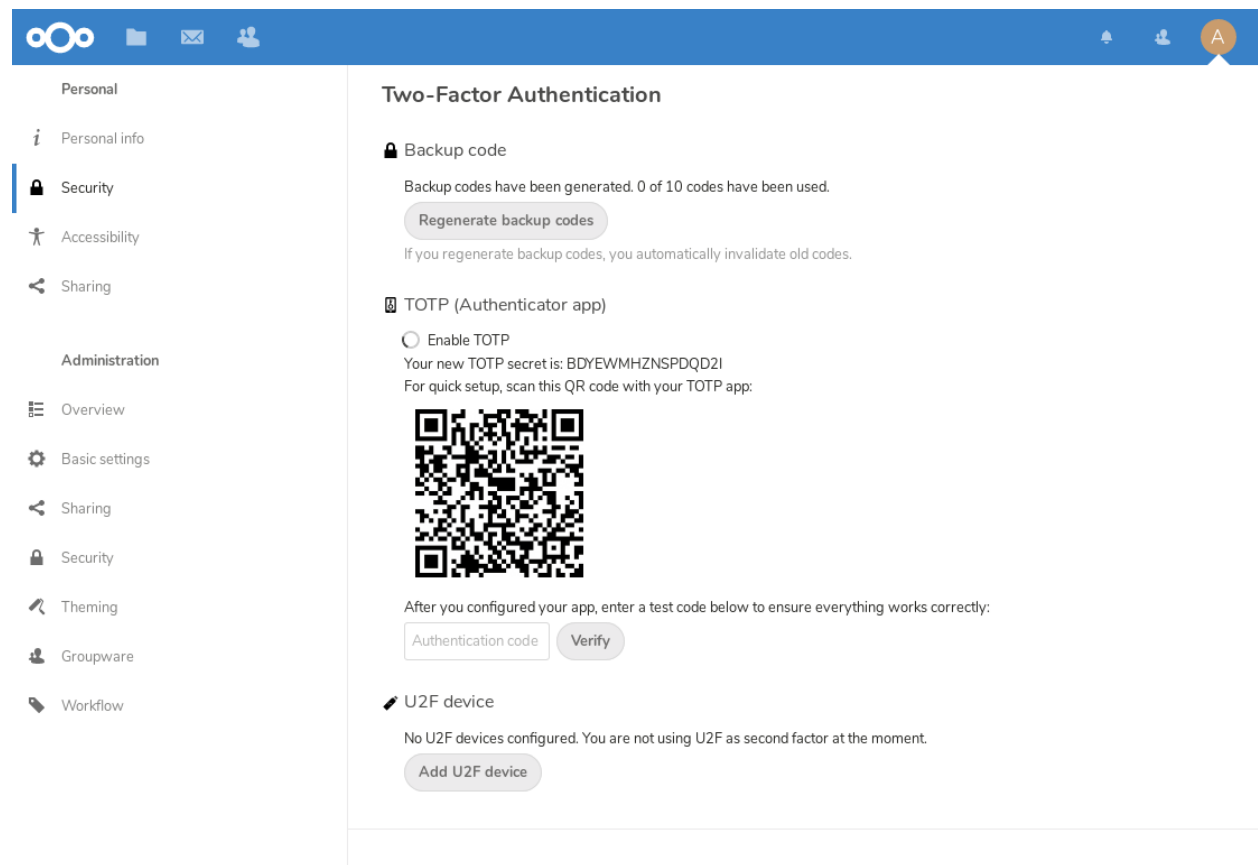 A
Personal
Personal info
Security
Accessibility
Sharing
Administration
Overview
Basic settings
Sharing
Security
Theming
Groupware
Workflow
Two-Factor Authentication
Backup code
Backup codes have been generated. 0 of 10 codes have been used.
Regenerate backup codes
If you regenerate backup codes, you automatically invalidate old codes.
TOTP (Authenticator app)
Enable TOTP
Your new TOTP secret is: BDYEWMHZNSPDQD2I
For quick setup, scan this QR code with your TOTP app:
After you configured your app, enter a test code below to ensure everything works correctly:
Authentication code Verify
U2F device
No U2F devices configured. You are not using U2F as second factor at the moment.
Add U2F device